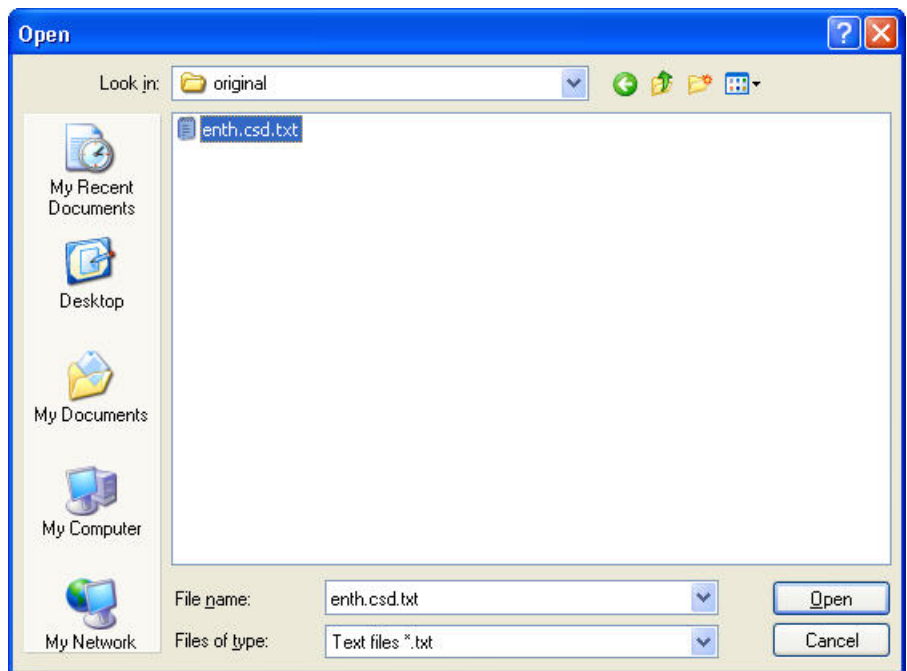 Open
Look in: original
enth.csd.txt
My Recent
Documents
Desktop
My Documents
My Computer
My Network
File name: enth.csd.txt Open
Files of type: Text files *.txt Cancel